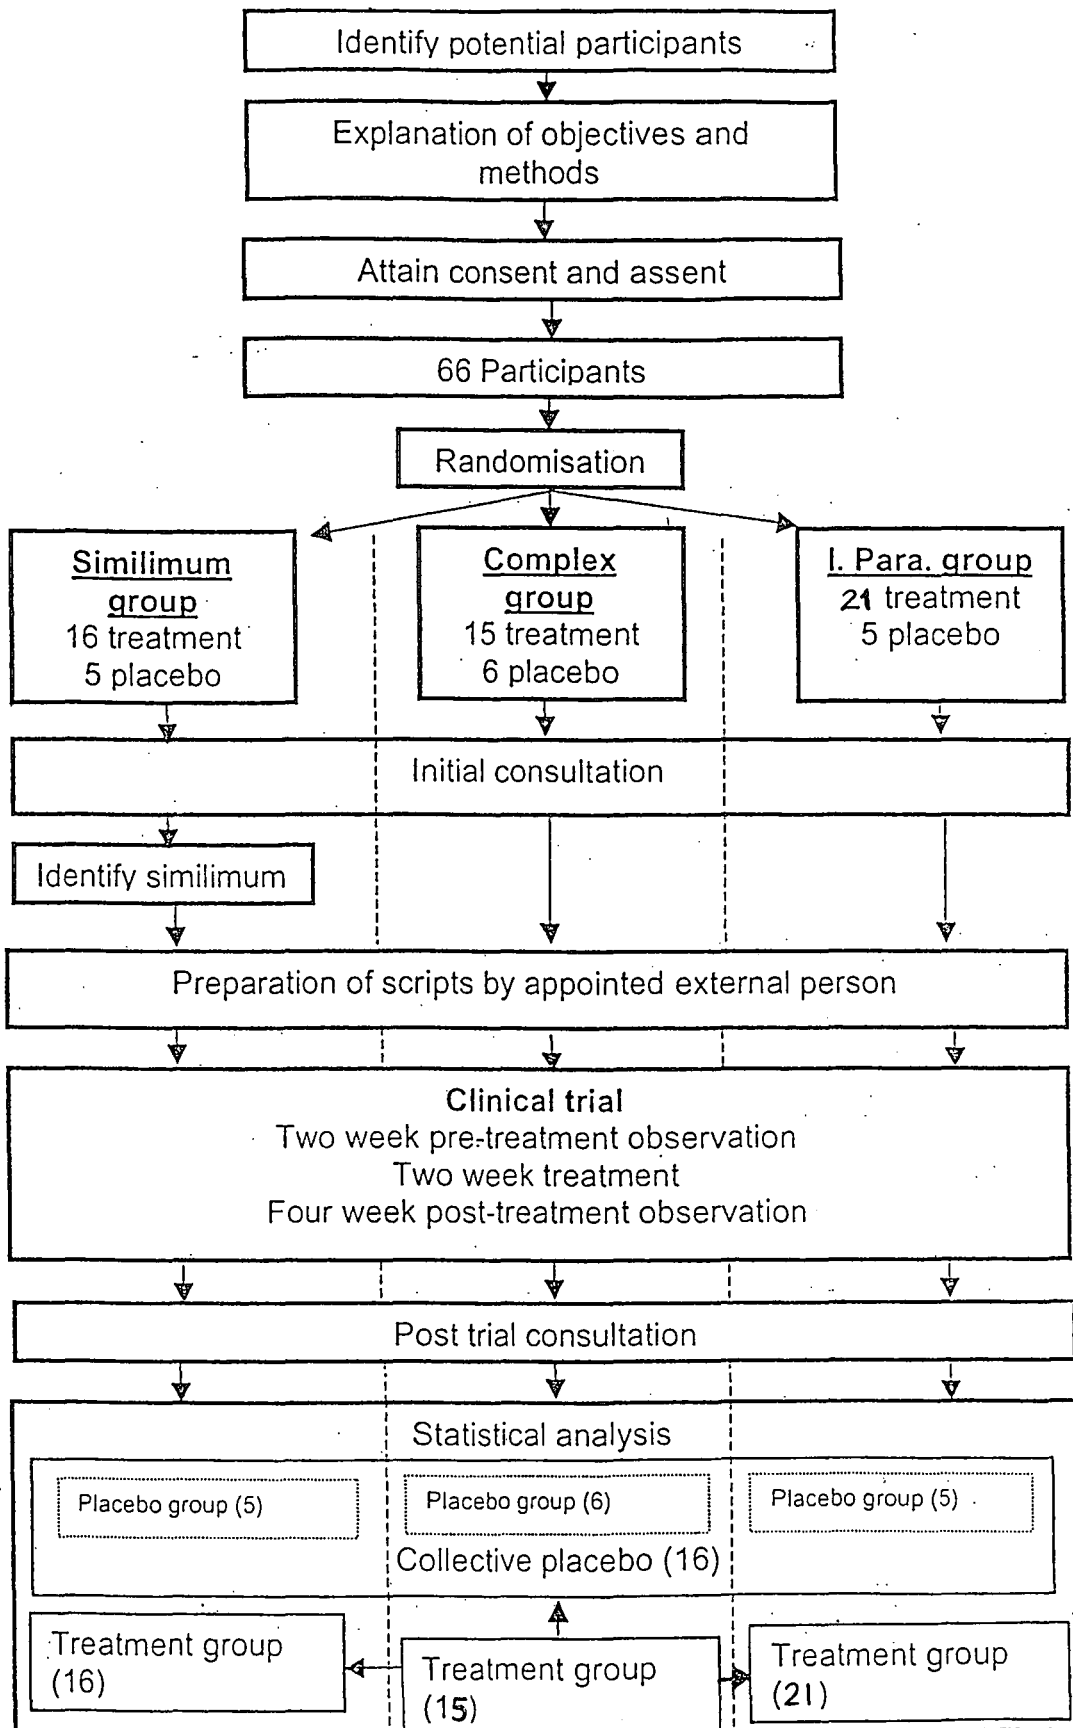 Identify potential participants
Explanation of objectives and
methods
Attain consent and assent
66 Participants
Randomisation
Similimum
group
16 treatment
5 placebo
Complex
group
15 treatment
6 placebo
I. Para. group
21 treatment
5 placebo
Initial consultation
Identify similimum
Preparation of scripts by appointed external person
Clinical trial
Two week pre-treatment observation
Two week treatment
Four week post-treatment observation
Post trial consultation
Statistical analysis
Placebo group (5)
Placebo group (6)
Placebo group (5)
Collective placebo (16)
Treatment group
(16)
Treatment group
(15)
Treatment group
(21)